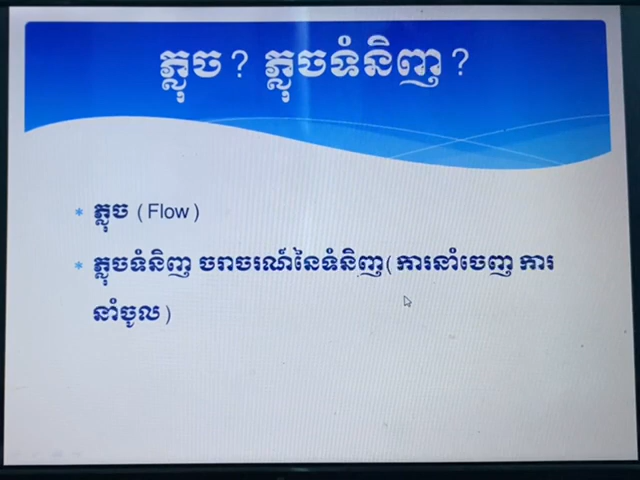 ភ្លុច? ភ្លុចទំនិញ?
* ភ្លុច (Flow)
* ភ្លុចទំនិញ ចរាចរណ៍នៃទំនិញ(ការនាំចេញ ការ
នាំចូល)